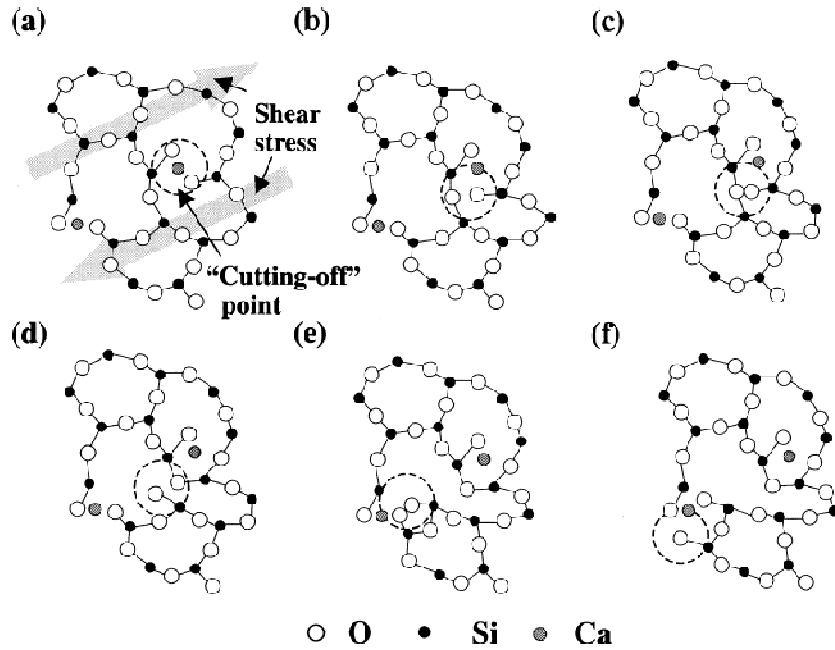 (a)
(b)
(c)
Shear
stress
“Cutting-off”
point
(d)
(e)
(f)
O Si Ca